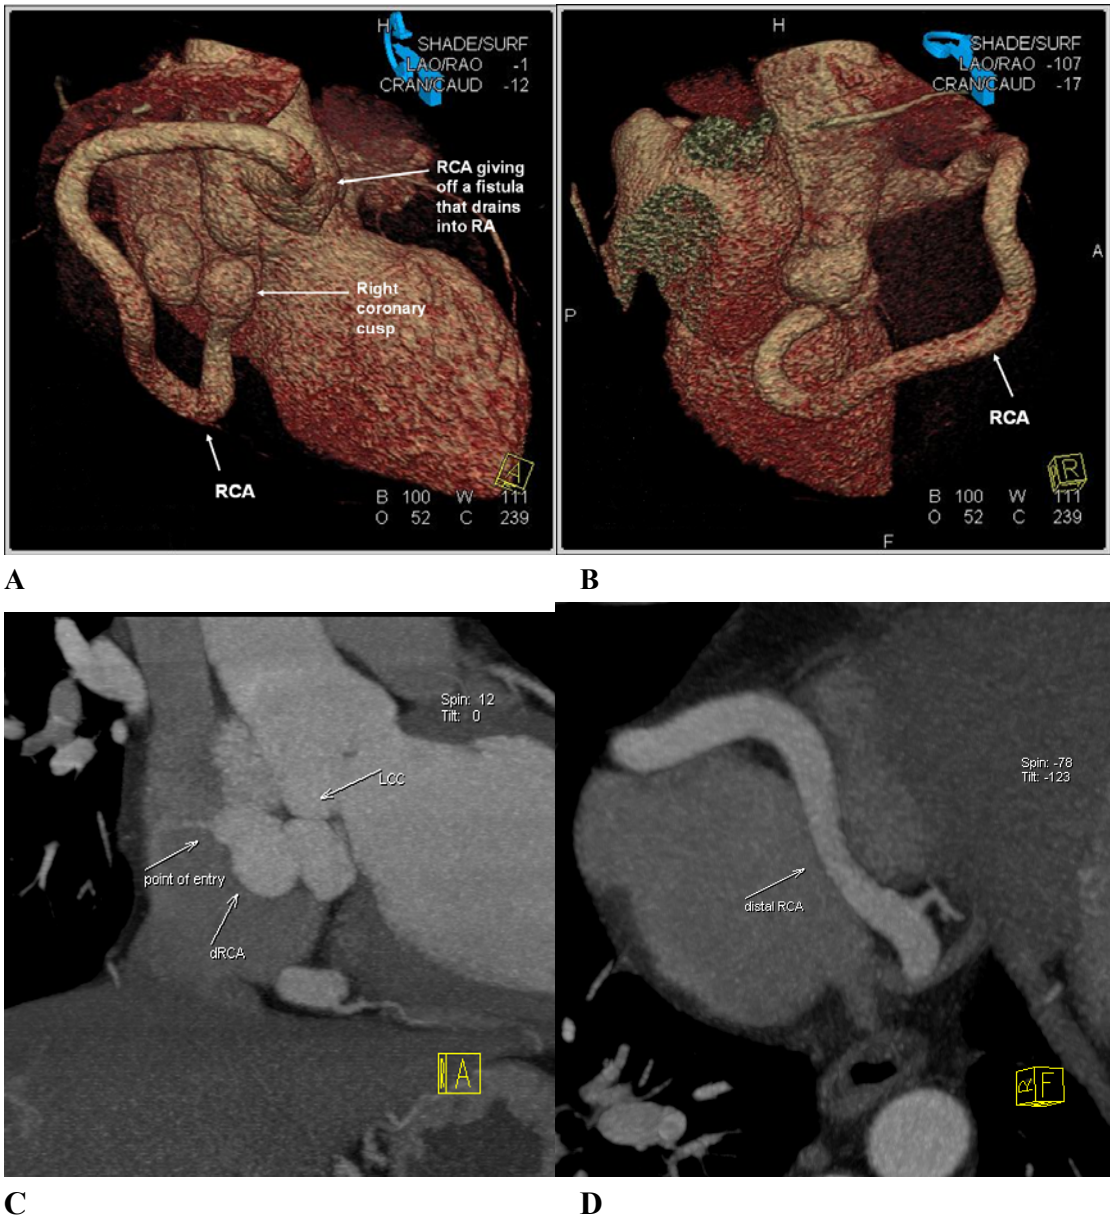 H
SHADE/SURF
LAO/RAO -1
CRAN/CAUD -12
RCA giving
off a fistula
that drains
into RA
Right
coronary
cusp
RCA
A
B 100 W 111
O 52 C 239
H
SHADE/SURF
LAO/RAO -107
CRAN/CAUD -17
A
P
RCA
R
B 100 W 111
O 52 C 239
F
A
B
Spin: 12
Tilt: 0
LCC
point of entry
dRCA
A
Spin: -78
Tilt: -123
distal RCA
R F
C
D